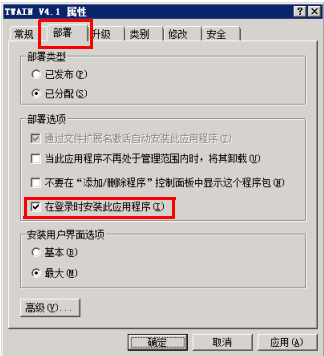 TWAIN V4.1 属性
常规 部署 升级 类别 修改 安全
部署类型
已发布(P)
已分配(S)
部署选项
通过文件扩展名激活自动安装此应用程序(T)
当此应用程序不再处于管理范围内时，将其卸载(U)
不要在“添加/删除程序”控制面板中显示这个程序包(N)
在登录时安装此应用程序(I)
安装用户界面选项
基本(B)
最大(M)
高级(V)...
确定 取消 应用(A)